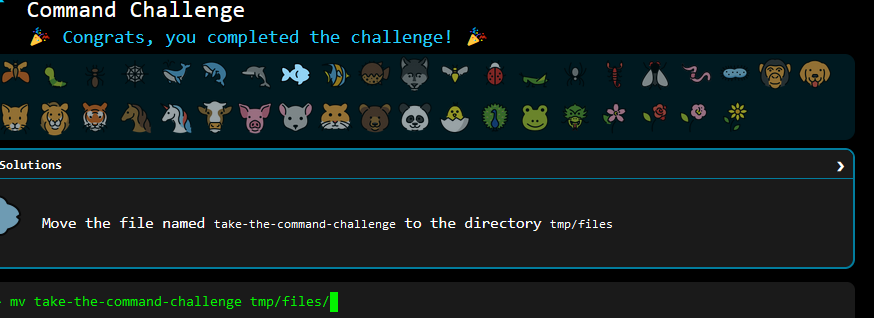 Command Challenge
🎉 Congrats, you completed the challenge! 🎉
Solutions
Move the file named take-the-command-challenge to the directory tmp/files
mv take-the-command-challenge tmp/files/